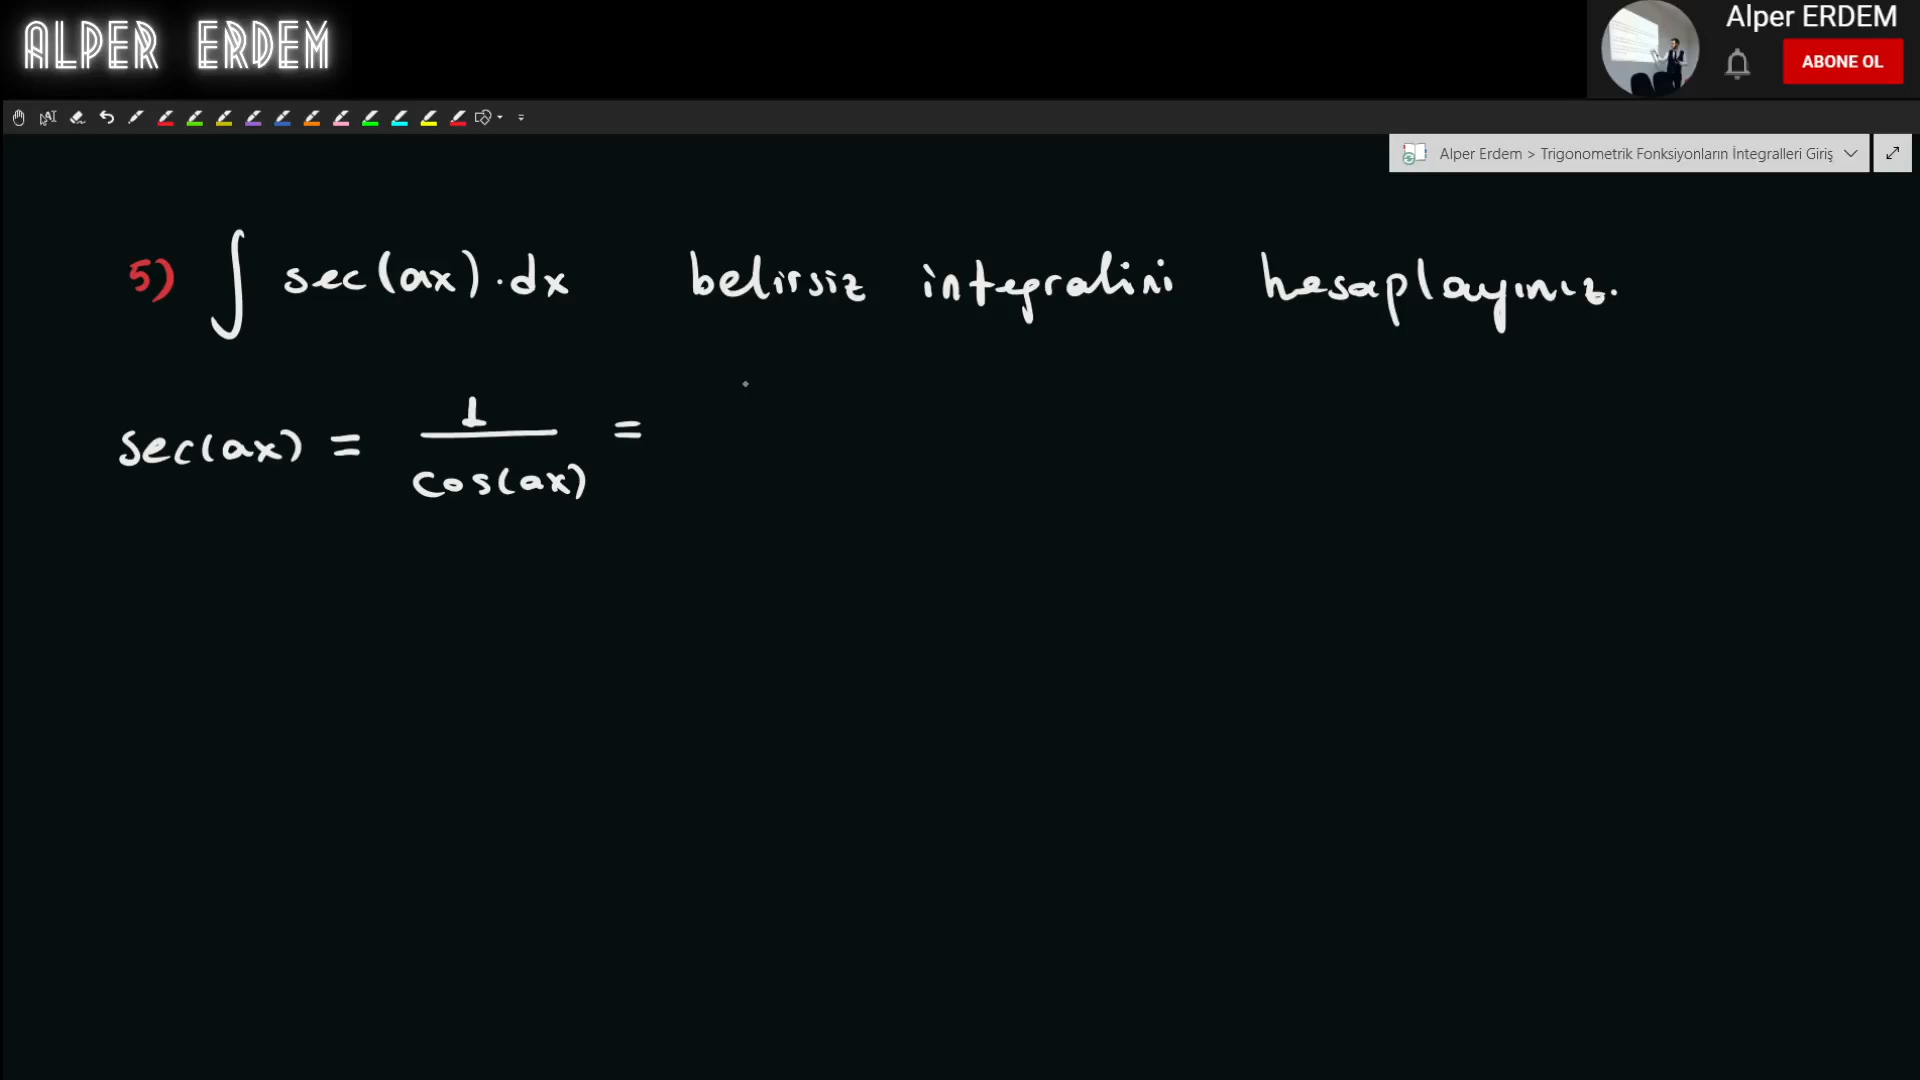 ALPER ERDEM
Alper ERDEM
ABONE OL
Alper Erdem > Trigonometrik Fonksiyonların İntegralleri Giriş
5) ∫ sec(ax)·dx belirsiz integralini hesaplayınız.
sec(ax) = 1/cos(ax) =